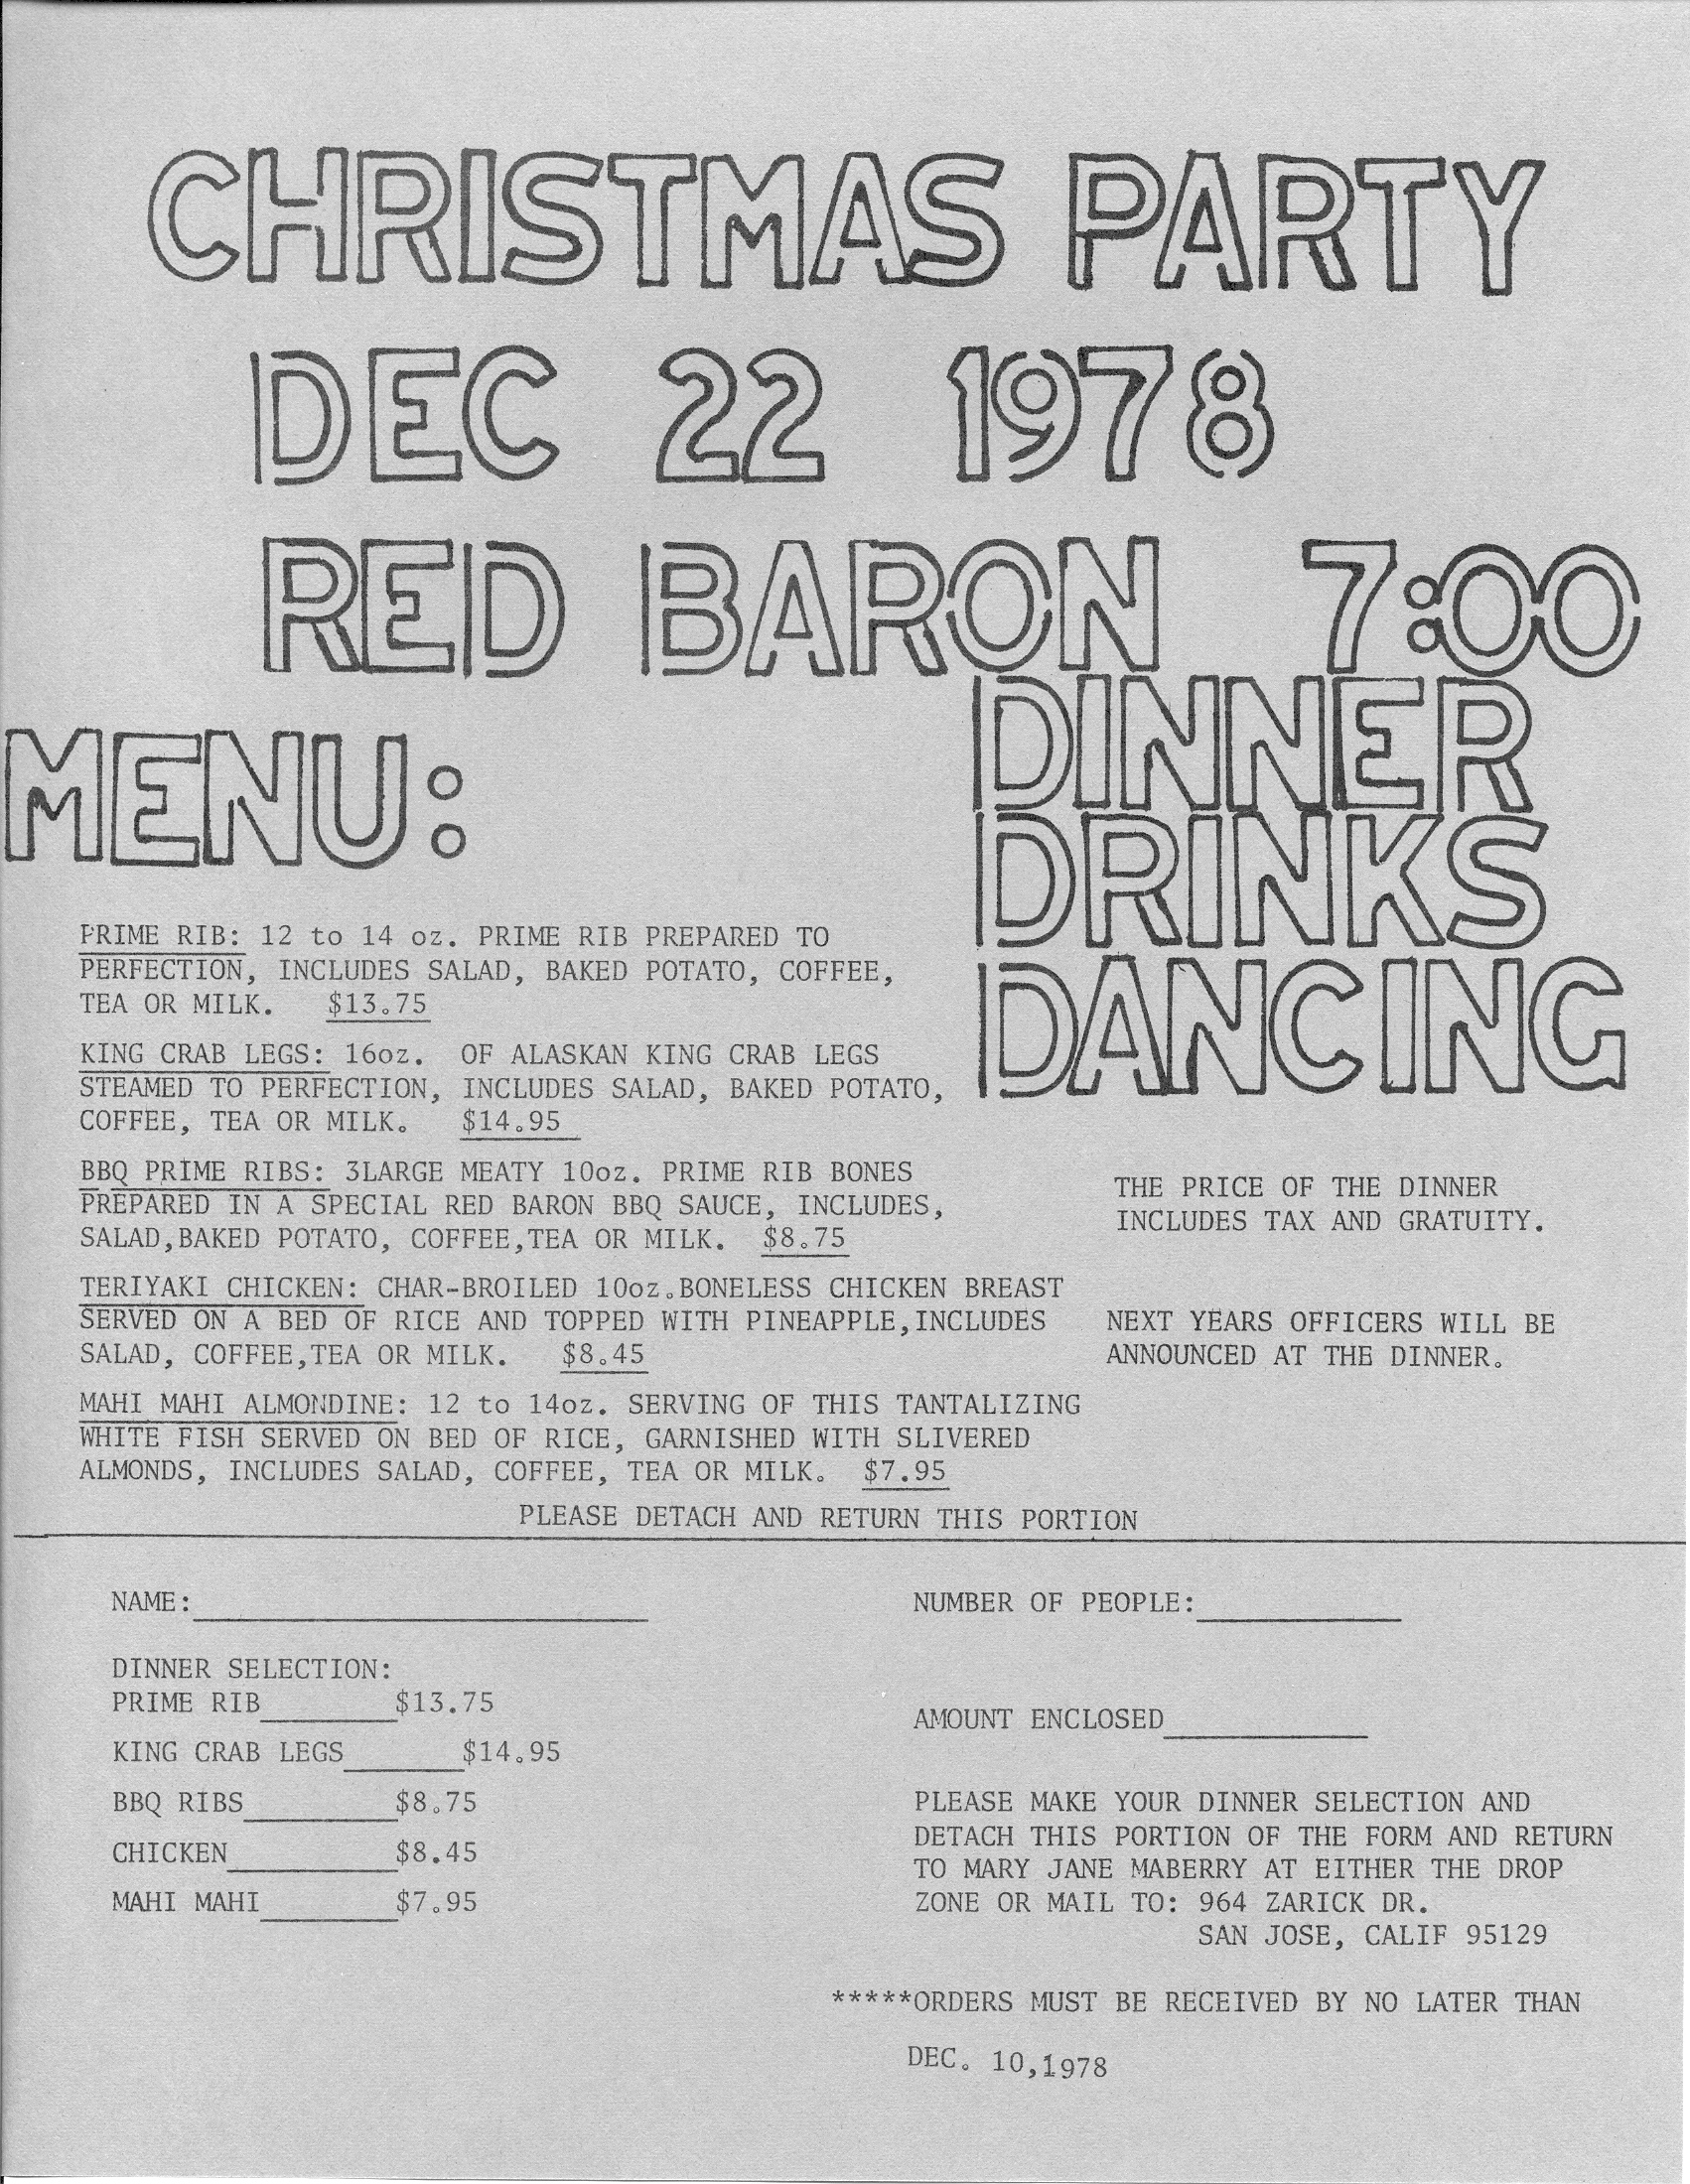 CHRISTMAS PARTY
DEC 22 1978
RED BARON 7:00
DINNER
DRINKS
DANCING
MENU:
PRIME RIB: 12 to 14 oz. PRIME RIB PREPARED TO
PERFECTION, INCLUDES SALAD, BAKED POTATO, COFFEE,
TEA OR MILK. $13.75
KING CRAB LEGS: 16oz. OF ALASKAN KING CRAB LEGS
STEAMED TO PERFECTION, INCLUDES SALAD, BAKED POTATO,
COFFEE, TEA OR MILK. $14.95
BBQ PRIME RIBS: 3LARGE MEATY 10oz. PRIME RIB BONES
PREPARED IN A SPECIAL RED BARON BBQ SAUCE, INCLUDES,
SALAD,BAKED POTATO, COFFEE,TEA OR MILK. $8.75
TERIYAKI CHICKEN: CHAR-BROILED 10oz.BONELESS CHICKEN BREAST
SERVED ON A BED OF RICE AND TOPPED WITH PINEAPPLE,INCLUDES
SALAD, COFFEE,TEA OR MILK. $8.45
MAHI MAHI ALMONDINE: 12 to 14oz. SERVING OF THIS TANTALIZING
WHITE FISH SERVED ON BED OF RICE, GARNISHED WITH SLIVERED
ALMONDS, INCLUDES SALAD, COFFEE, TEA OR MILK. $7.95
THE PRICE OF THE DINNER
INCLUDES TAX AND GRATUITY.
NEXT YEARS OFFICERS WILL BE
ANNOUNCED AT THE DINNER.
PLEASE DETACH AND RETURN THIS PORTION
NAME:
DINNER SELECTION:
PRIME RIB $13.75
KING CRAB LEGS $14.95
BBQ RIBS $8.75
CHICKEN $8.45
MAHI MAHI $7.95
NUMBER OF PEOPLE:
AMOUNT ENCLOSED
PLEASE MAKE YOUR DINNER SELECTION AND
DETACH THIS PORTION OF THE FORM AND RETURN
TO MARY JANE MABERRY AT EITHER THE DROP
ZONE OR MAIL TO: 964 ZARICK DR.
SAN JOSE, CALIF 95129
*****ORDERS MUST BE RECEIVED BY NO LATER THAN
DEC. 10,1978